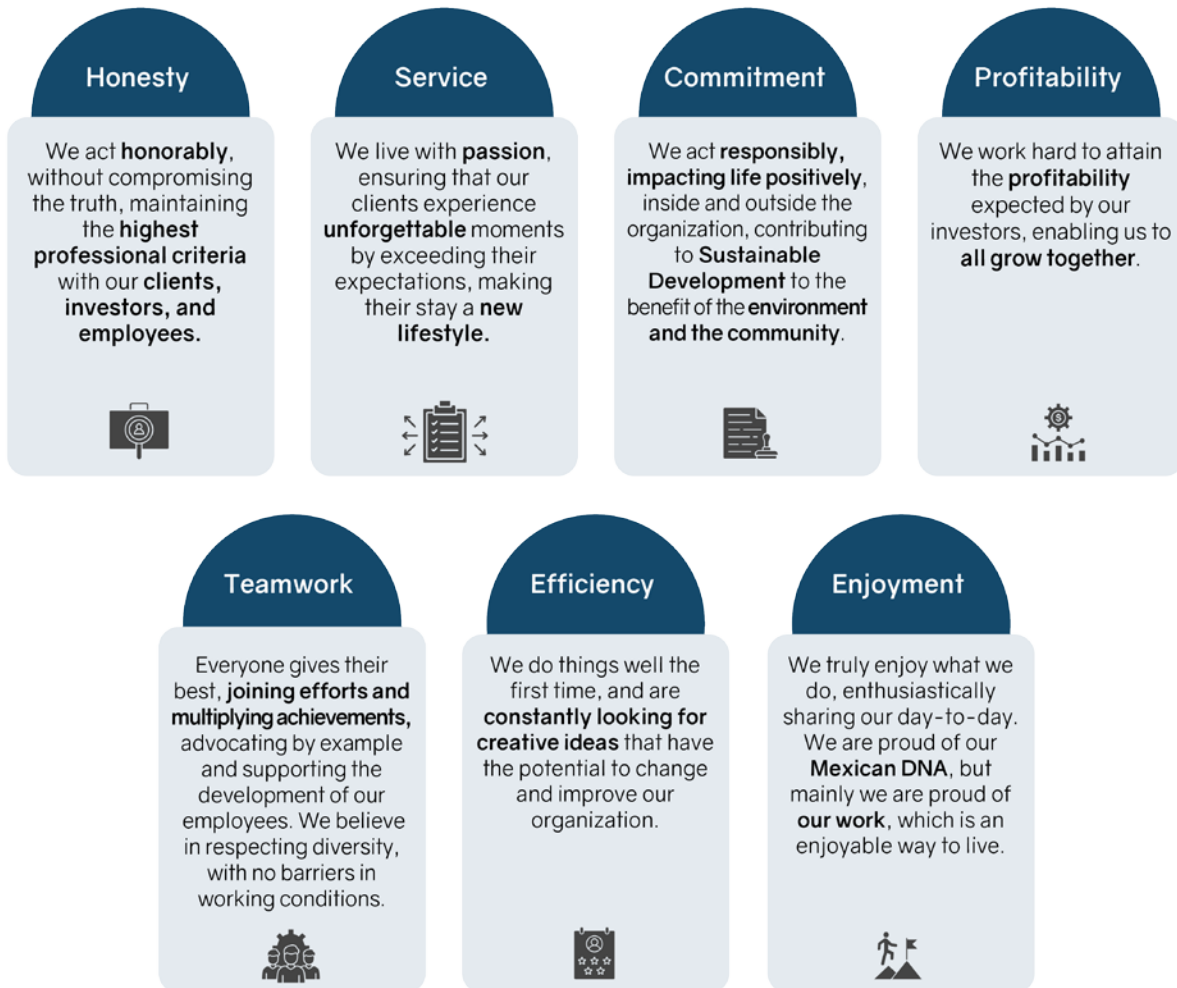 Honesty
We act honorably,
without compromising
the truth, maintaining
the highest
professional criteria
with our clients,
investors, and
employees.
Service
We live with passion,
ensuring that our
clients experience
unforgettable moments
by exceeding their
expectations, making
their stay a new
lifestyle.
Commitment
We act responsibly,
impacting life positively,
inside and outside the
organization, contributing
to Sustainable
Development to the
benefit of the environment
and the community.
Profitability
We work hard to attain
the profitability
expected by our
investors, enabling us to
all grow together.
$
Teamwork
Everyone gives their
best, joining efforts and
multiplying achievements,
advocating by example
and supporting the
development of our
employees. We believe
in respecting diversity,
with no barriers in
working conditions.
Efficiency
We do things well the
first time, and are
constantly looking for
creative ideas that have
the potential to change
and improve our
organization.
Enjoyment
We truly enjoy what we
do, enthusiastically
sharing our day-to-day.
We are proud of our
Mexican DNA, but
mainly we are proud of
our work, which is an
enjoyable way to live.